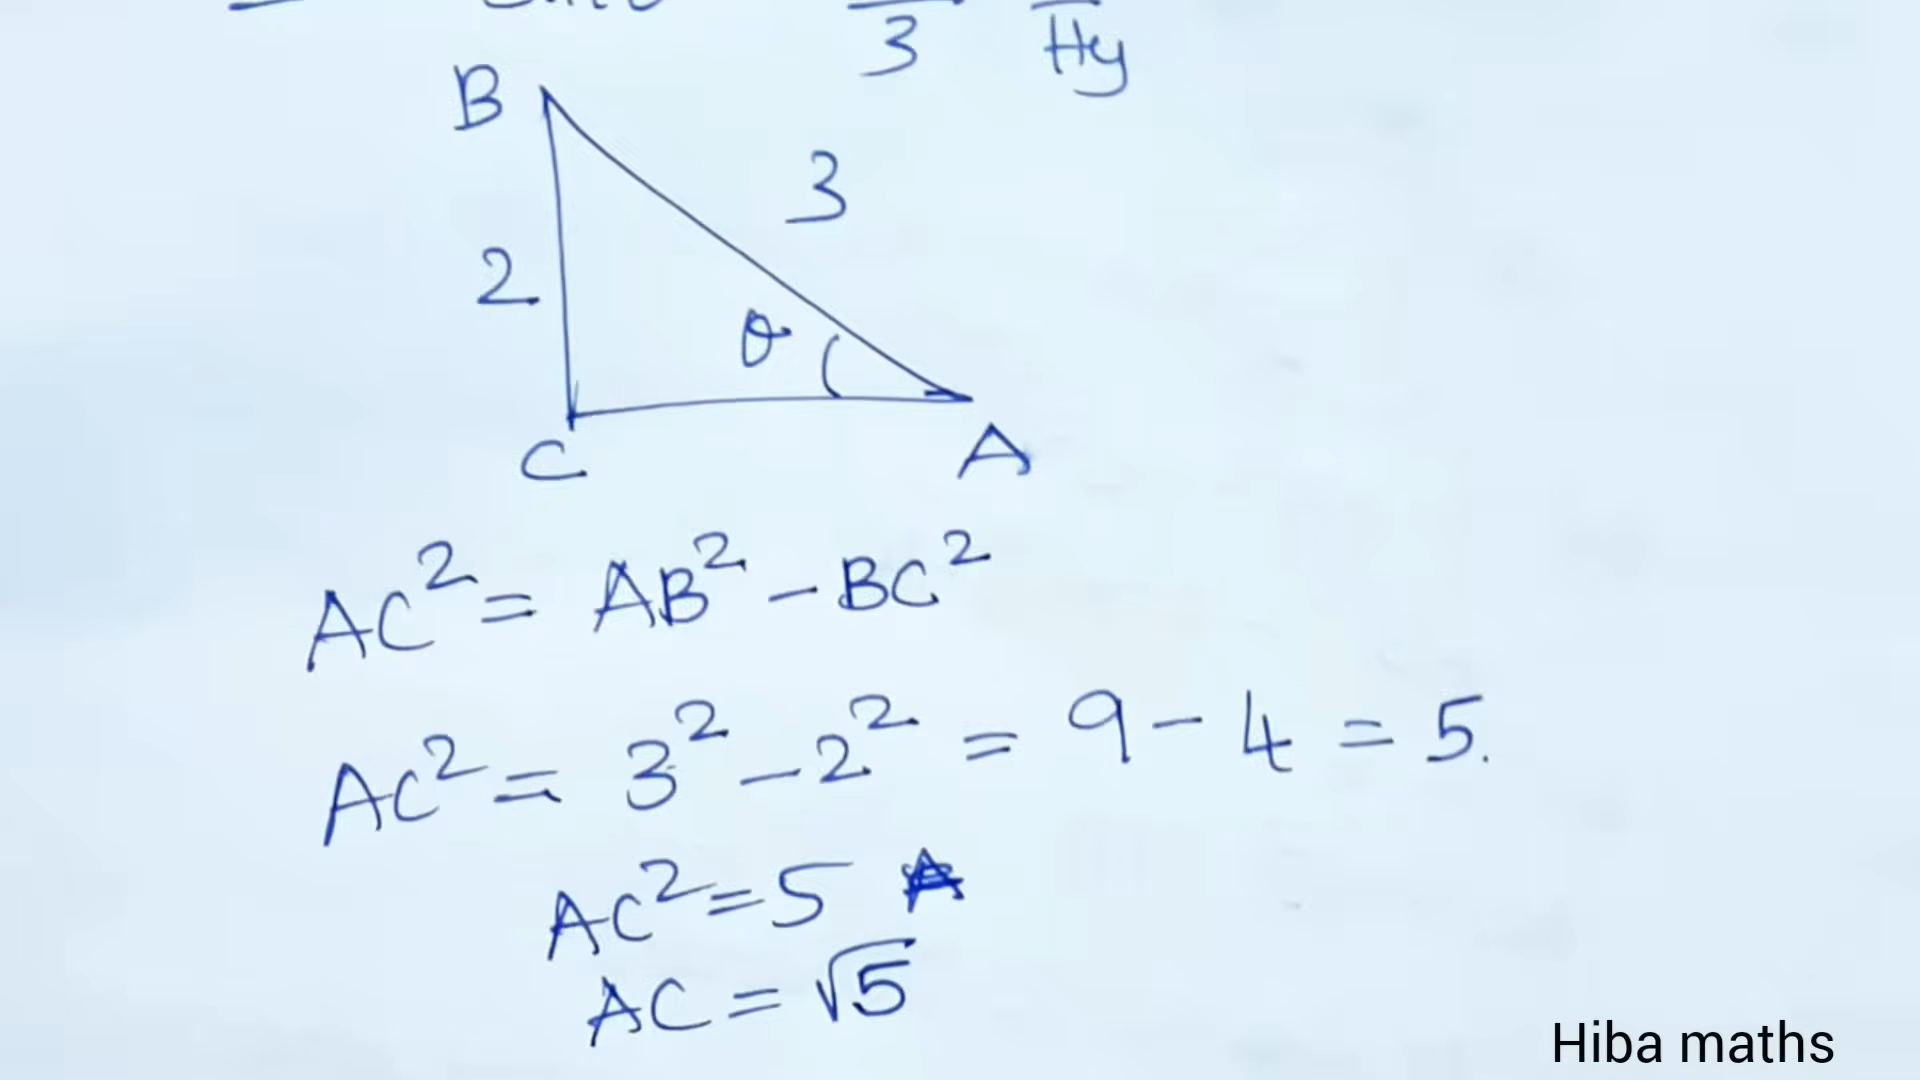 3 Hy
B
3
2
θ
C
A
AC² = AB² - BC²
AC² = 3² - 2² = 9 - 4 = 5.
AC² = 5
AC = √5
Hiba maths